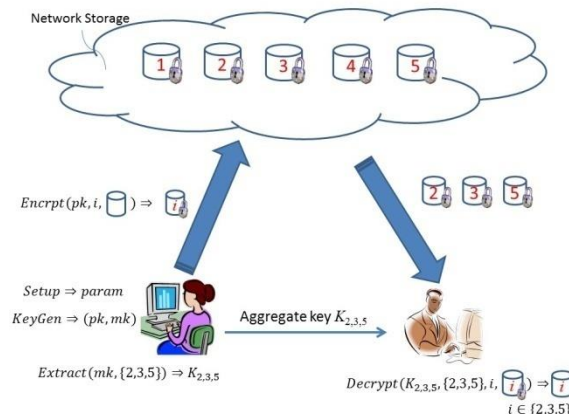 Network Storage
1 2 3 4 5
Encrpt(pk, i, ) ⇒ i
2 3 5
Setup ⇒ param
KeyGen ⇒ (pk, mk)
Aggregate key K2,3,5
Extract(mk, {2,3,5}) ⇒ K2,3,5
Decrypt(K2,3,5, {2,3,5}, i, i ) ⇒ i
i ∈ {2,3,5}